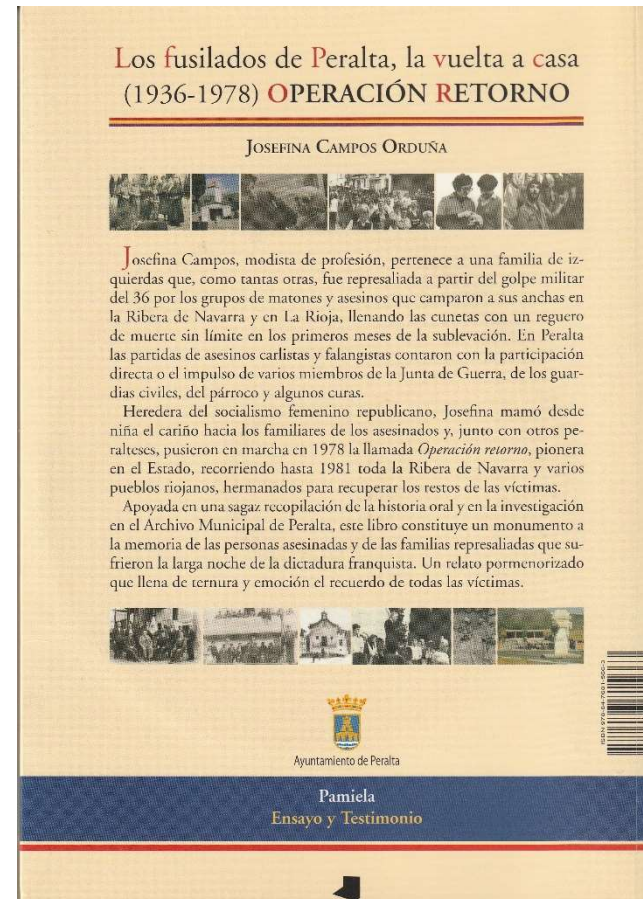 Los fusilados de Peralta, la vuelta a casa
(1936-1978) OPERACIÓN RETORNO
JOSEFINA CAMPOS ORDUÑA
Josefina Campos, modista de profesión, pertenece a una familia de iz-
quierdas que, como tantas otras, fue represaliada a partir del golpe militar
del 36 por los grupos de matones y asesinos que camparon a sus anchas en
la Ribera de Navarra y en La Rioja, llenando las cunetas con un reguero
de muerte sin límite en los primeros meses de la sublevación. En Peralta
las partidas de asesinos carlistas y falangistas contaron con la participación
directa o el impulso de varios miembros de la Junta de Guerra, de los guar-
dias civiles, del párroco y algunos curas.
Heredera del socialismo femenino republicano, Josefina mamó desde
niña el cariño hacia los familiares de los asesinados y, junto con otros pe-
ralteses, pusieron en marcha en 1978 la llamada Operación retorno, pionera
en el Estado, recorriendo hasta 1981 toda la Ribera de Navarra y varios
pueblos riojanos, hermanados para recuperar los restos de las víctimas.
Apoyada en una sagaz recopilación de la historia oral y en la investigación
en el Archivo Municipal de Peralta, este libro constituye un monumento a
la memoria de las personas asesinadas y de las familias represaliadas que su-
frieron la larga noche de la dictadura franquista. Un relato pormenorizado
que llena de ternura y emoción el recuerdo de todas las víctimas.
Ayuntamiento de Peralta
Pamiela
Ensayo y Testimonio